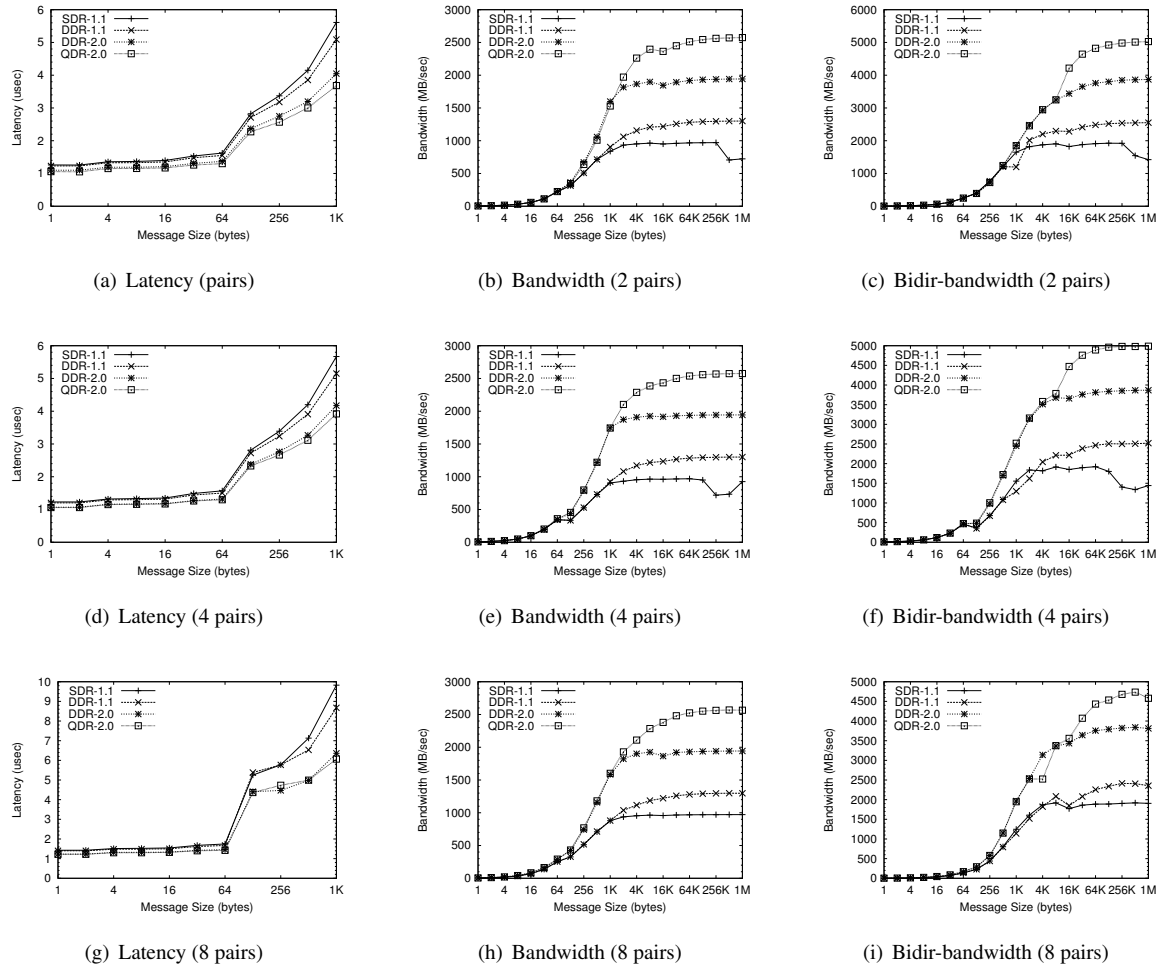 6
5
4
3
2
1
0
Latency (usec)
SDR-1.1
DDR-1.1
DDR-2.0
QDR-2.0
1 4 16 64 256 1K
Message Size (bytes)
(a) Latency (pairs)
3000
2500
2000
1500
1000
500
0
Bandwidth (MB/sec)
SDR-1.1
DDR-1.1
DDR-2.0
QDR-2.0
1 4 16 64 256 1K 4K 16K 64K 256K 1M
Message Size (bytes)
(b) Bandwidth (2 pairs)
6000
5000
4000
3000
2000
1000
0
Bandwidth (MB/sec)
SDR-1.1
DDR-1.1
DDR-2.0
QDR-2.0
1 4 16 64 256 1K 4K 16K 64K 256K 1M
Message Size (bytes)
(c) Bidir-bandwidth (2 pairs)
6
5
4
3
2
1
0
Latency (usec)
SDR-1.1
DDR-1.1
DDR-2.0
QDR-2.0
1 4 16 64 256 1K
Message Size (bytes)
(d) Latency (4 pairs)
3000
2500
2000
1500
1000
500
0
Bandwidth (MB/sec)
SDR-1.1
DDR-1.1
DDR-2.0
QDR-2.0
1 4 16 64 256 1K 4K 16K 64K 256K 1M
Message Size (bytes)
(e) Bandwidth (4 pairs)
5000
4500
4000
3500
3000
2500
2000
1500
1000
500
0
Bandwidth (MB/sec)
SDR-1.1
DDR-1.1
DDR-2.0
QDR-2.0
1 4 16 64 256 1K 4K 16K 64K 256K 1M
Message Size (bytes)
(f) Bidir-bandwidth (4 pairs)
10
9
8
7
6
5
4
3
2
1
0
Latency (usec)
SDR-1.1
DDR-1.1
DDR-2.0
QDR-2.0
1 4 16 64 256 1K
Message Size (bytes)
(g) Latency (8 pairs)
3000
2500
2000
1500
1000
500
0
Bandwidth (MB/sec)
SDR-1.1
DDR-1.1
DDR-2.0
QDR-2.0
1 4 16 64 256 1K 4K 16K 64K 256K 1M
Message Size (bytes)
(h) Bandwidth (8 pairs)
5000
4500
4000
3500
3000
2500
2000
1500
1000
500
0
Bandwidth (MB/sec)
SDR-1.1
DDR-1.1
DDR-2.0
QDR-2.0
1 4 16 64 256 1K 4K 16K 64K 256K 1M
Message Size (bytes)
(i) Bidir-bandwidth (8 pairs)